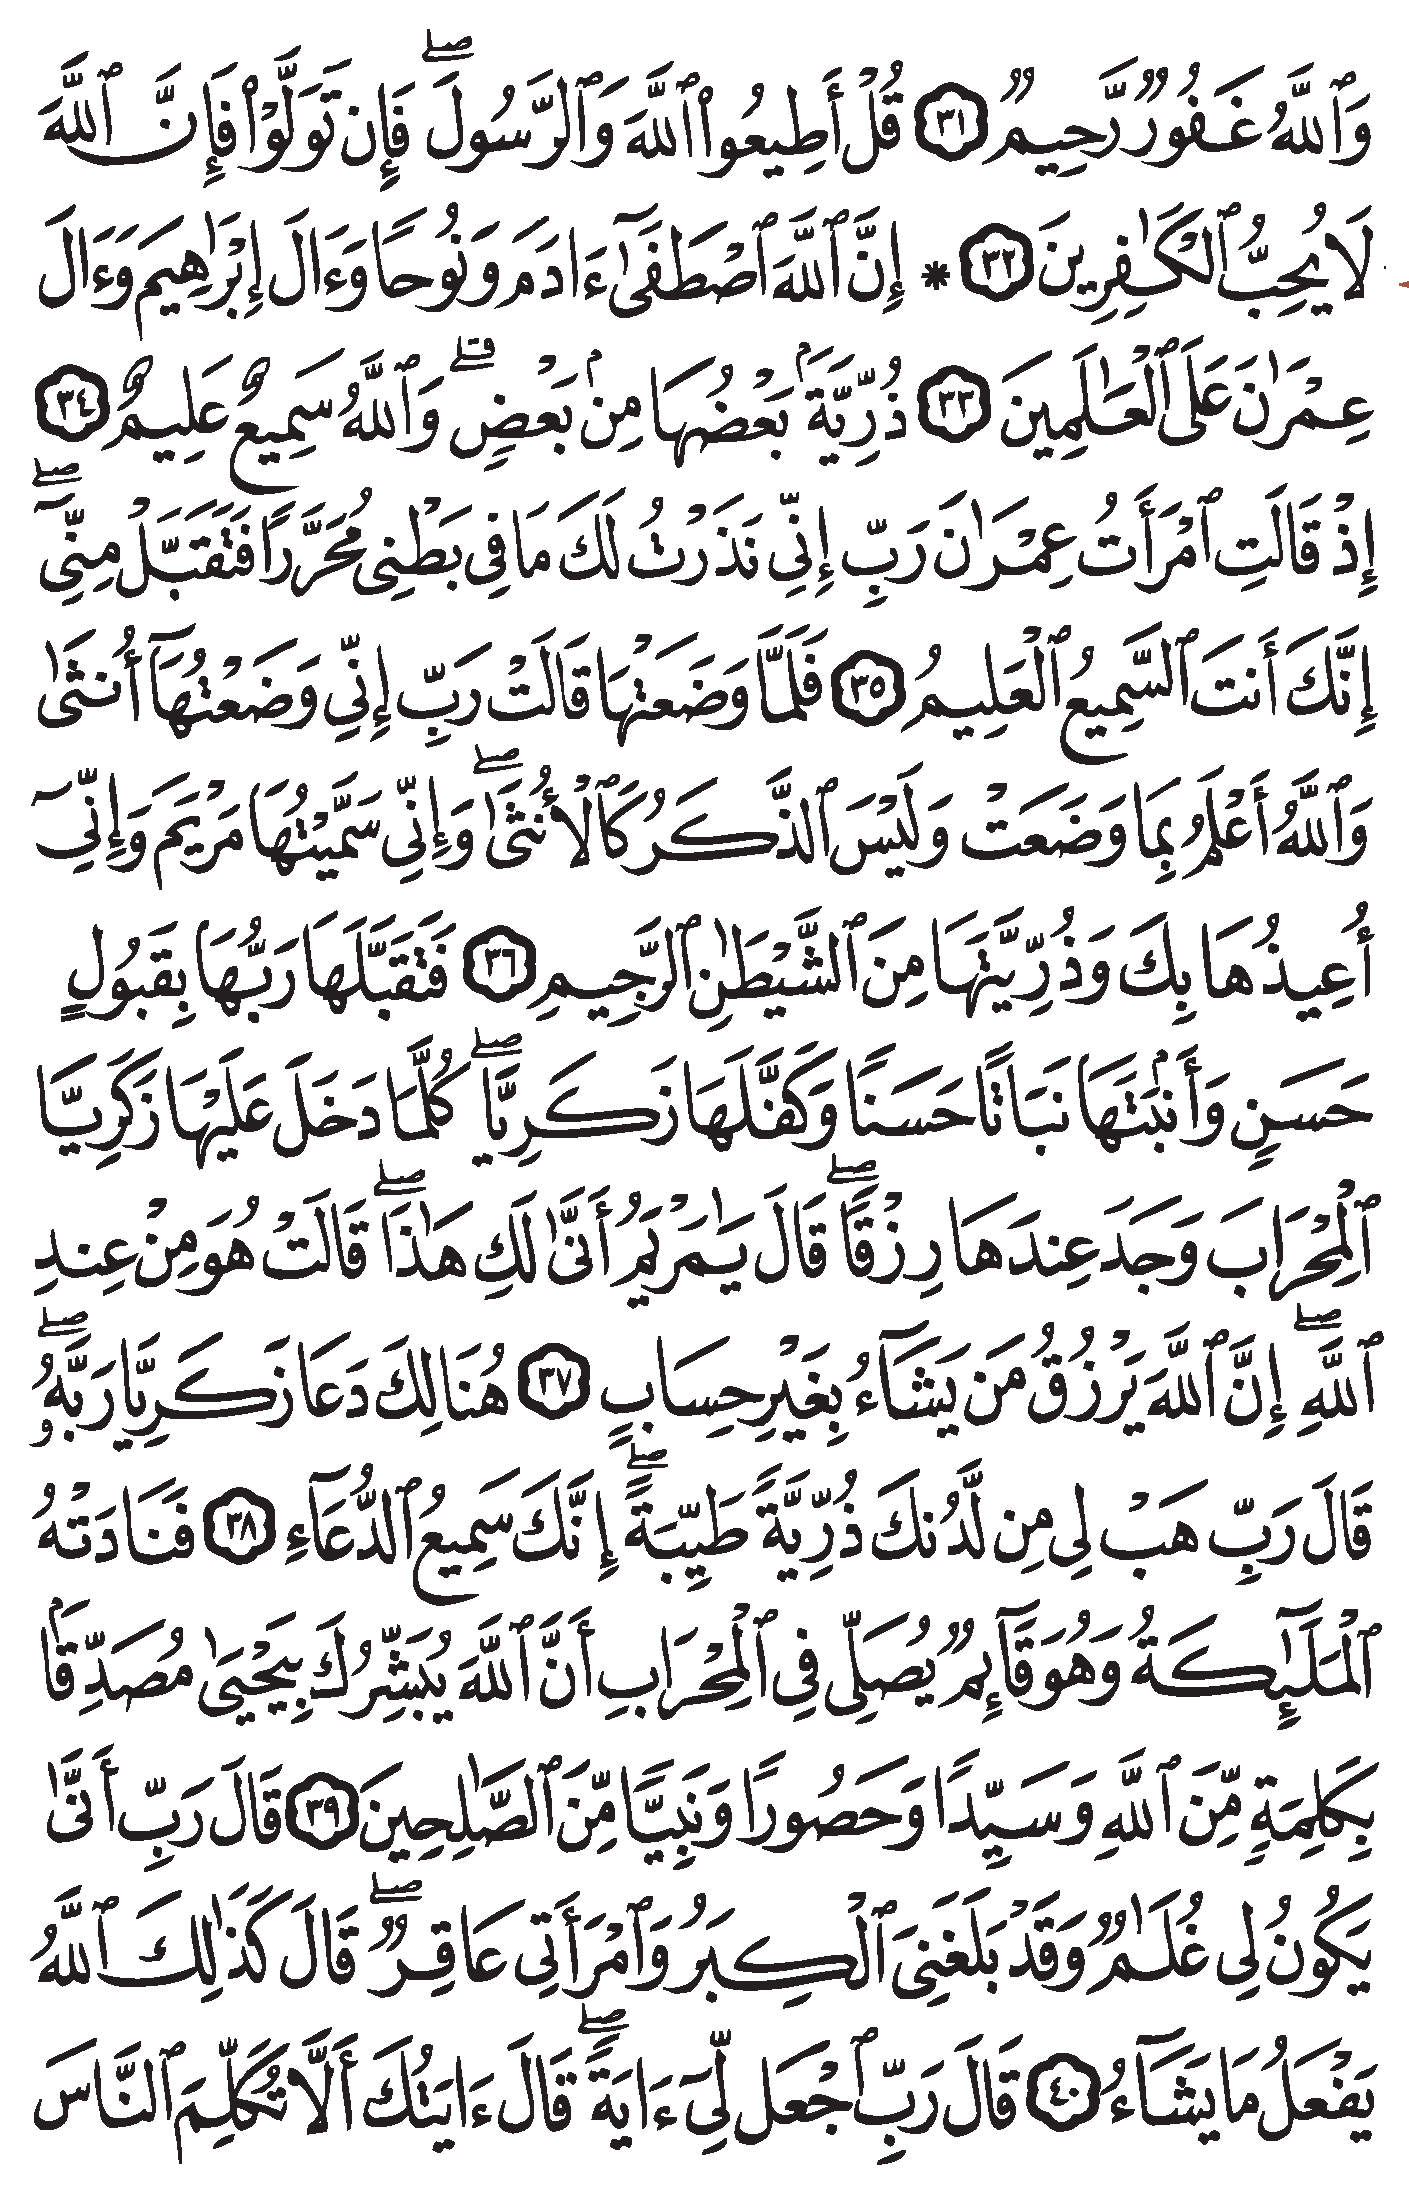 وَٱللَّهُ غَفُورٞ رَّحِيمٞ ٣١ قُلۡ أَطِيعُواْ ٱللَّهَ وَٱلرَّسُولَۖ فَإِن تَوَلَّوۡاْ فَإِنَّ ٱللَّهَ
لَا يُحِبُّ ٱلۡكَٰفِرِينَ ٣٢ * إِنَّ ٱللَّهَ ٱصۡطَفَىٰٓ ءَادَمَ وَنُوحٗا وَءَالَ إِبۡرَٰهِيمَ وَءَالَ
عِمۡرَٰنَ عَلَى ٱلۡعَٰلَمِينَ ٣٣ ذُرِّيَّةَۢ بَعۡضُهَا مِنۢ بَعۡضٖۗ وَٱللَّهُ سَمِيعٌ عَلِيمٌ ٣٤
إِذۡ قَالَتِ ٱمۡرَأَتُ عِمۡرَٰنَ رَبِّ إِنِّي نَذَرۡتُ لَكَ مَا فِي بَطۡنِي مُحَرَّرٗا فَتَقَبَّلۡ مِنِّيٓۖ
إِنَّكَ أَنتَ ٱلسَّمِيعُ ٱلۡعَلِيمُ ٣٥ فَلَمَّا وَضَعَتۡهَا قَالَتۡ رَبِّ إِنِّي وَضَعۡتُهَآ أُنثَىٰ
وَٱللَّهُ أَعۡلَمُ بِمَا وَضَعَتۡ وَلَيۡسَ ٱلذَّكَرُ كَٱلۡأُنثَىٰۖ وَإِنِّي سَمَّيۡتُهَا مَرۡيَمَ وَإِنِّيٓ
أُعِيذُهَا بِكَ وَذُرِّيَّتَهَا مِنَ ٱلشَّيۡطَٰنِ ٱلرَّجِيمِ ٣٦ فَتَقَبَّلَهَا رَبُّهَا بِقَبُولٍ
حَسَنٖ وَأَنۢبَتَهَا نَبَاتًا حَسَنٗا وَكَفَّلَهَا زَكَرِيَّاۖ كُلَّمَا دَخَلَ عَلَيۡهَا زَكَرِيَّا
ٱلۡمِحۡرَابَ وَجَدَ عِندَهَا رِزۡقٗاۖ قَالَ يَٰمَرۡيَمُ أَنَّىٰ لَكِ هَٰذَاۖ قَالَتۡ هُوَ مِنۡ عِندِ
ٱللَّهِۖ إِنَّ ٱللَّهَ يَرۡزُقُ مَن يَشَآءُ بِغَيۡرِ حِسَابٍ ٣٧ هُنَالِكَ دَعَا زَكَرِيَّا رَبَّهُۥۖ
قَالَ رَبِّ هَبۡ لِي مِن لَّدُنكَ ذُرِّيَّةٗ طَيِّبَةًۖ إِنَّكَ سَمِيعُ ٱلدُّعَآءِ ٣٨ فَنَادَتۡهُ
ٱلۡمَلَٰٓئِكَةُ وَهُوَ قَآئِمٞ يُصَلِّي فِي ٱلۡمِحۡرَابِ أَنَّ ٱللَّهَ يُبَشِّرُكَ بِيَحۡيَىٰ مُصَدِّقَۢا
بِكَلِمَةٖ مِّنَ ٱللَّهِ وَسَيِّدٗا وَحَصُورٗا وَنَبِيّٗا مِّنَ ٱلصَّٰلِحِينَ ٣٩ قَالَ رَبِّ أَنَّىٰ
يَكُونُ لِي غُلَٰمٞ وَقَدۡ بَلَغَنِيَ ٱلۡكِبَرُ وَٱمۡرَأَتِي عَاقِرٞۖ قَالَ كَذَٰلِكَ ٱللَّهُ
يَفۡعَلُ مَا يَشَآءُ ٤٠ قَالَ رَبِّ ٱجۡعَل لِّيٓ ءَايَةٗۖ قَالَ ءَايَتُكَ أَلَّا تُكَلِّمَ ٱلنَّاسَ